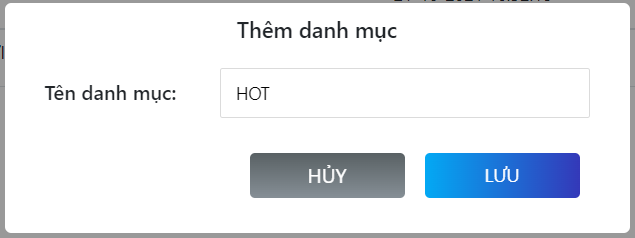 Thêm danh mục
Tên danh mục: HOT
HỦY LƯU